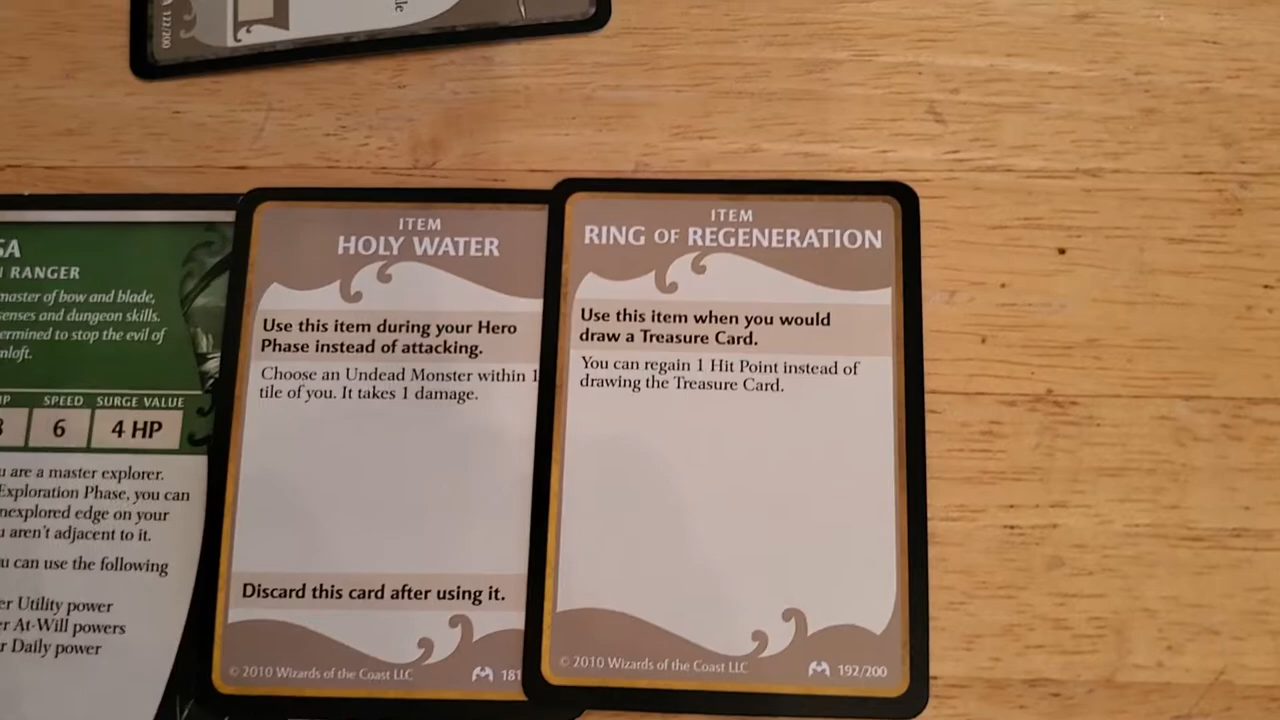 122/200
RANGER
master of bow and blade,
senses and dungeon skills.
ermined to stop the evil of
nloft.
SPEED SURGE VALUE
6 4 HP
are a master explorer.
Exploration Phase, you can
nexplored edge on your
aren't adjacent to it.
can use the following
er Utility power
At-Will powers
Daily power
ITEM
HOLY WATER
Use this item during your Hero
Phase instead of attacking.
Choose an Undead Monster within 1
tile of you. It takes 1 damage.
Discard this card after using it.
© 2010 Wizards of the Coast LLC
181
ITEM
RING OF REGENERATION
Use this item when you would
draw a Treasure Card.
You can regain 1 Hit Point instead of
drawing the Treasure Card.
© 2010 Wizards of the Coast LLC
192/200